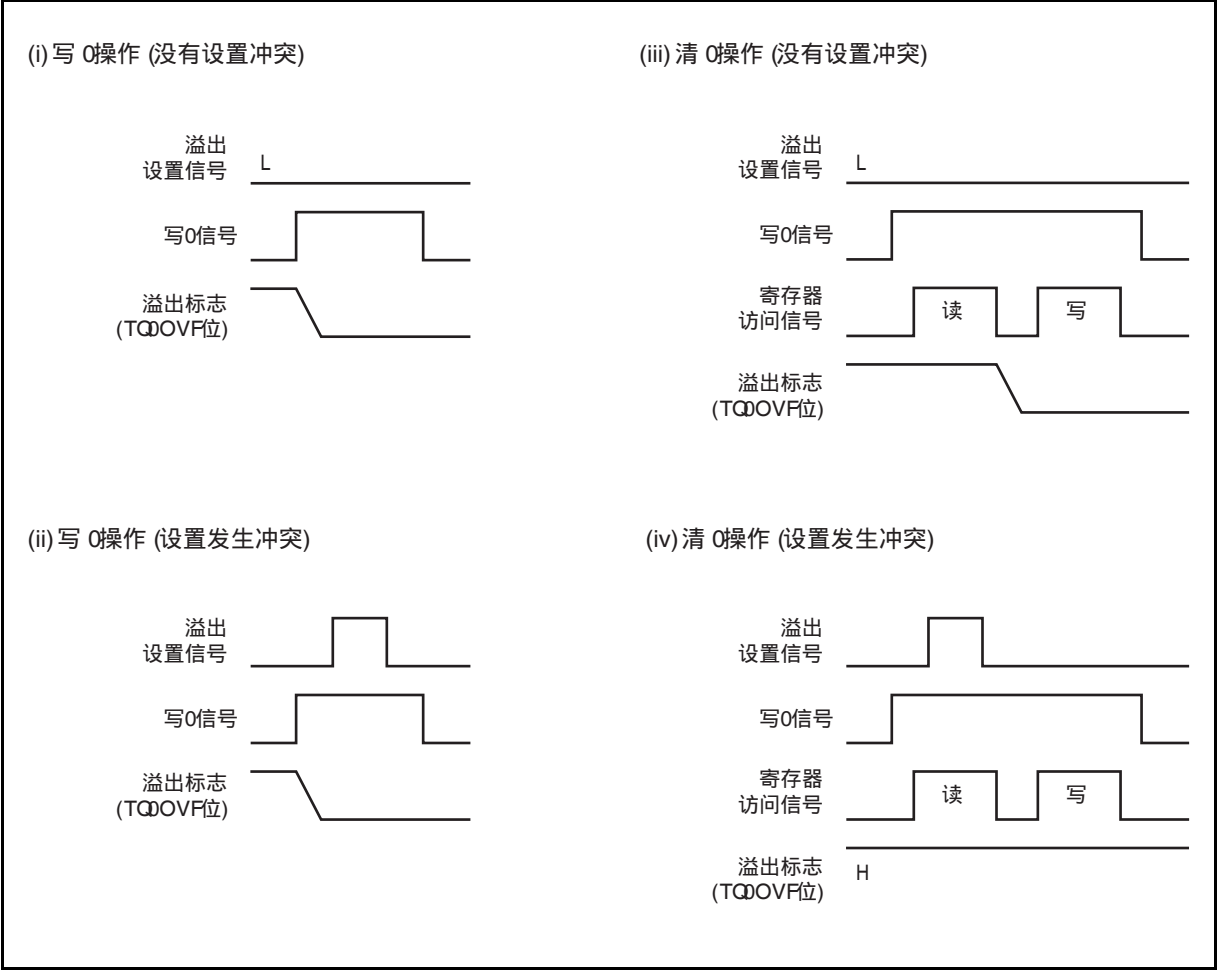 (i) 写 0操作 (没有设置冲突)
溢出
设置信号
L
写0信号
溢出标志
(TQ0OVF位)
(iii) 清 0操作 (没有设置冲突)
溢出
设置信号
L
写0信号
寄存器
访问信号
读
写
溢出标志
(TQ0OVF位)
(ii) 写 0操作 (设置发生冲突)
溢出
设置信号
写0信号
溢出标志
(TQ0OVF位)
(iv) 清 0操作 (设置发生冲突)
溢出
设置信号
写0信号
寄存器
访问信号
读
写
溢出标志
(TQ0OVF位)
H